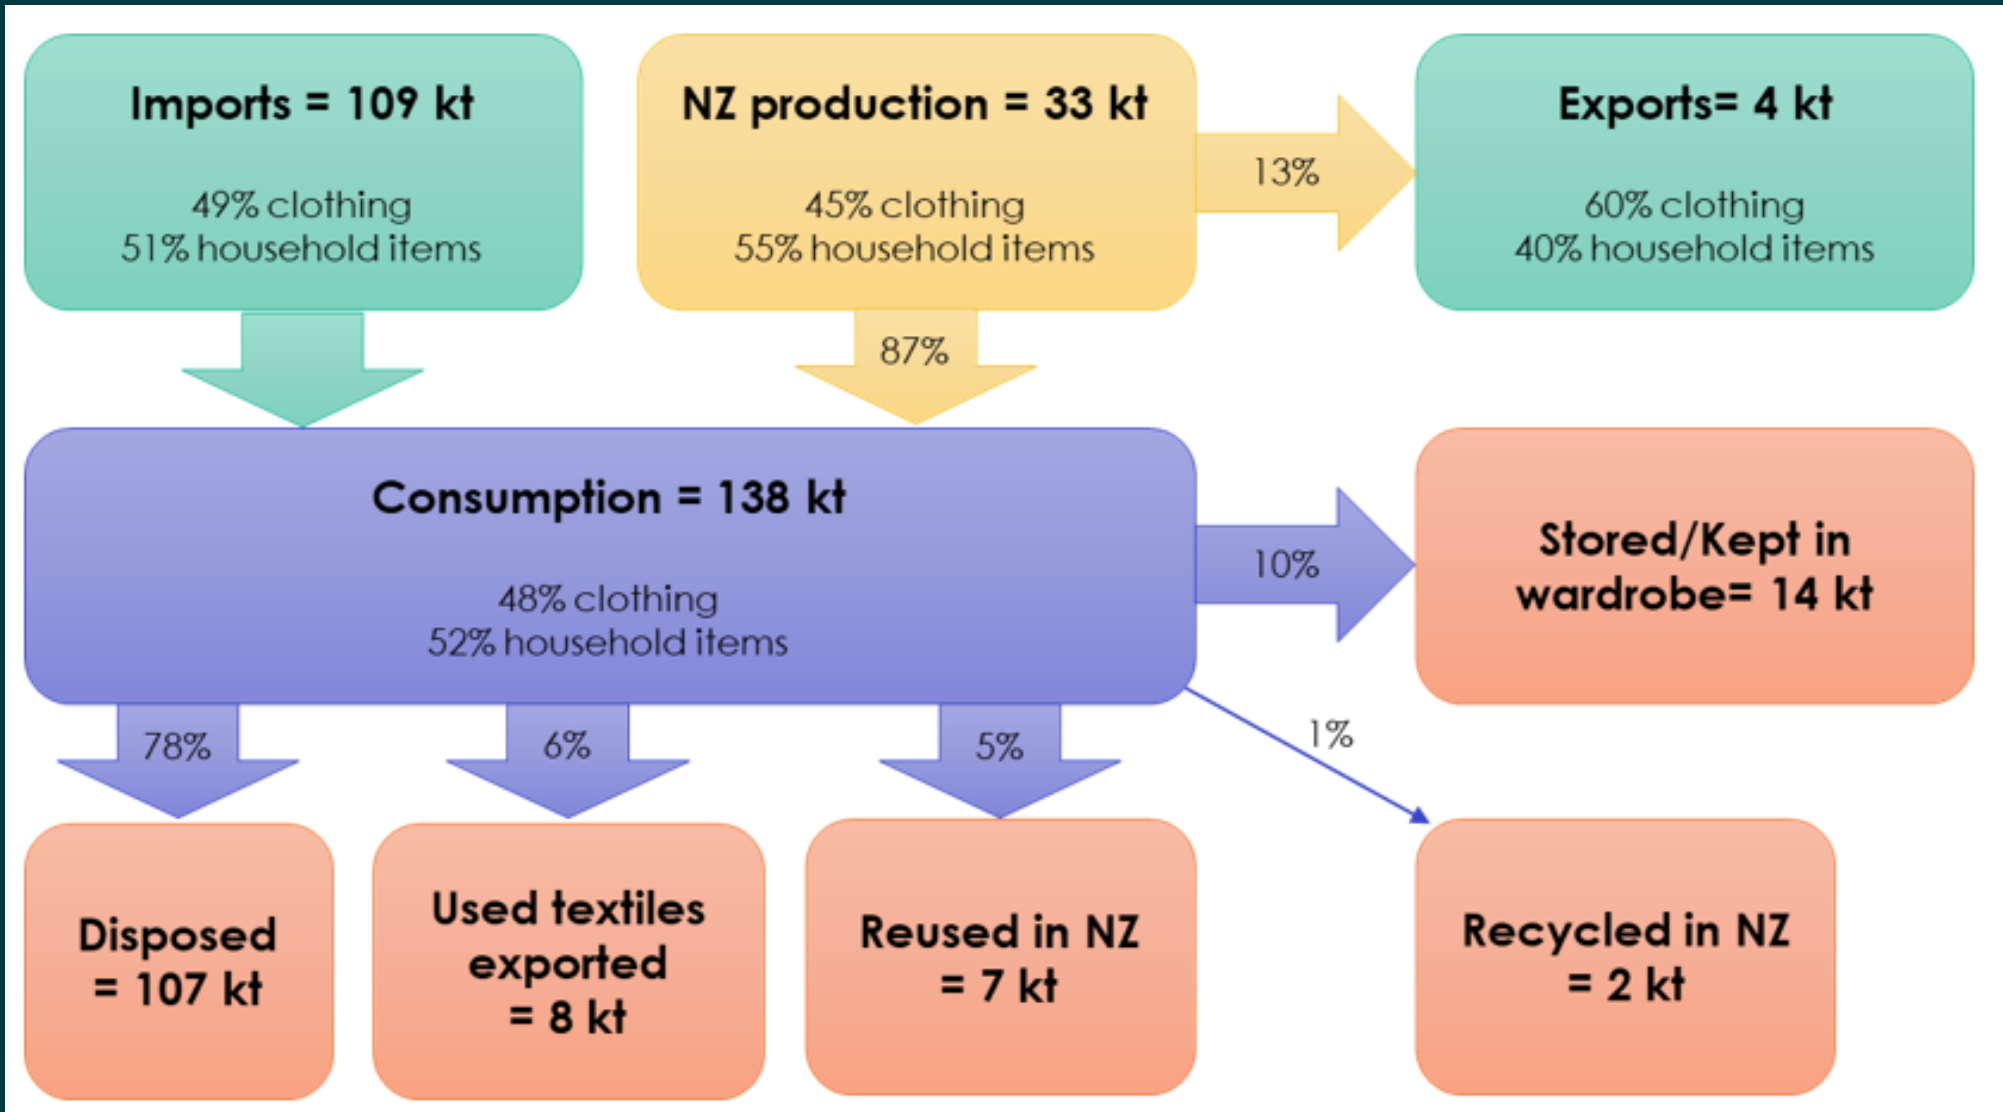 Imports = 109 kt
49% clothing
51% household items
NZ production = 33 kt
45% clothing
55% household items
13%
Exports= 4 kt
60% clothing
40% household items
87%
Consumption = 138 kt
48% clothing
52% household items
10%
Stored/Kept in
wardrobe= 14 kt
78%
6%
5%
1%
Disposed
= 107 kt
Used textiles
exported
= 8 kt
Reused in NZ
= 7 kt
Recycled in NZ
= 2 kt